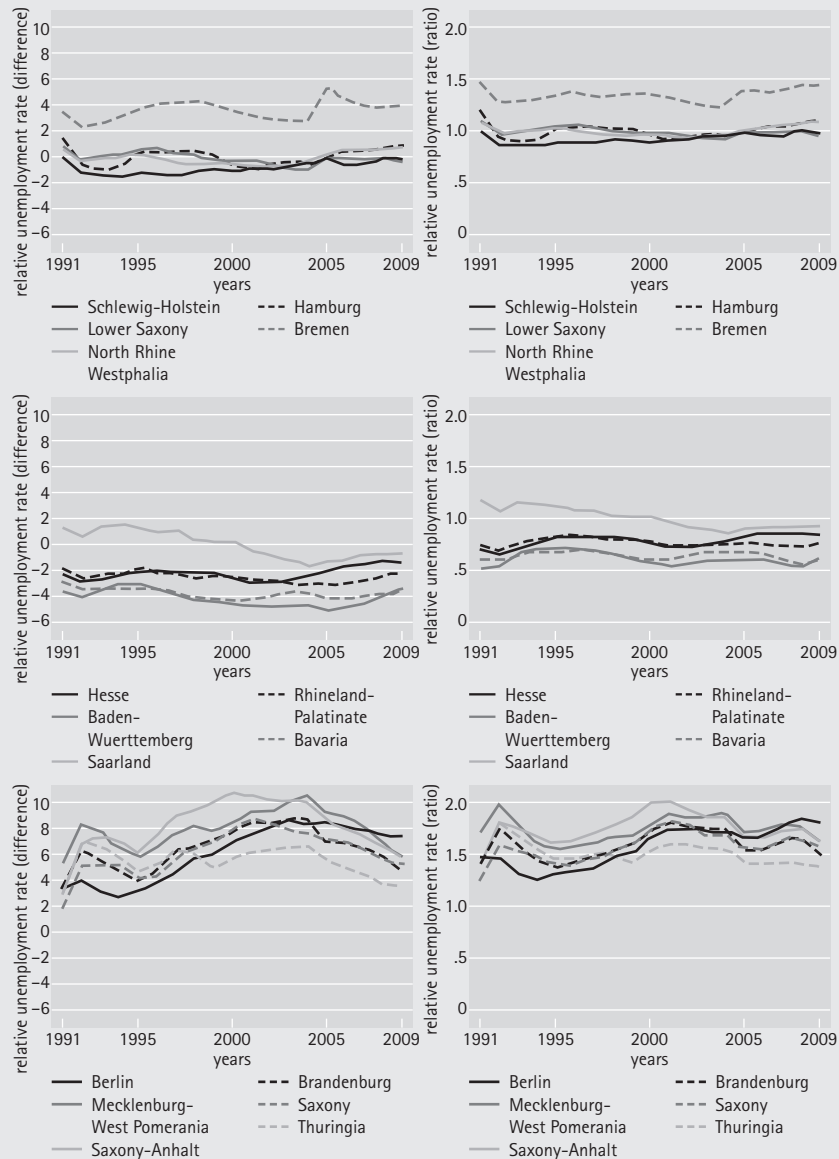 relative unemployment rate (difference)
10
8
6
4
2
0
−2
−4
−6
1991 1995 2000 2005 2009
years
Schlewig-Holstein
Lower Saxony
North Rhine
Westphalia
Hamburg
Bremen
relative unemployment rate (ratio)
2.0
1.5
1.0
.5
0
1991 1995 2000 2005 2009
years
Schlewig-Holstein
Lower Saxony
North Rhine
Westphalia
Hamburg
Bremen
relative unemployment rate (difference)
10
8
6
4
2
0
−2
−4
−6
1991 1995 2000 2005 2009
years
Hesse
Baden-
Wuerttemberg
Saarland
Rhineland-
Palatinate
Bavaria
relative unemployment rate (ratio)
2.0
1.5
1.0
.5
0
1991 1995 2000 2005 2009
years
Hesse
Baden-
Wuerttemberg
Saarland
Rhineland-
Palatinate
Bavaria
relative unemployment rate (difference)
10
8
6
4
2
0
−2
−4
−6
1991 1995 2000 2005 2009
years
Berlin
Mecklenburg-
West Pomerania
Saxony-Anhalt
Brandenburg
Saxony
Thuringia
relative unemployment rate (ratio)
2.0
1.5
1.0
.5
0
1991 1995 2000 2005 2009
years
Berlin
Mecklenburg-
West Pomerania
Saxony-Anhalt
Brandenburg
Saxony
Thuringia